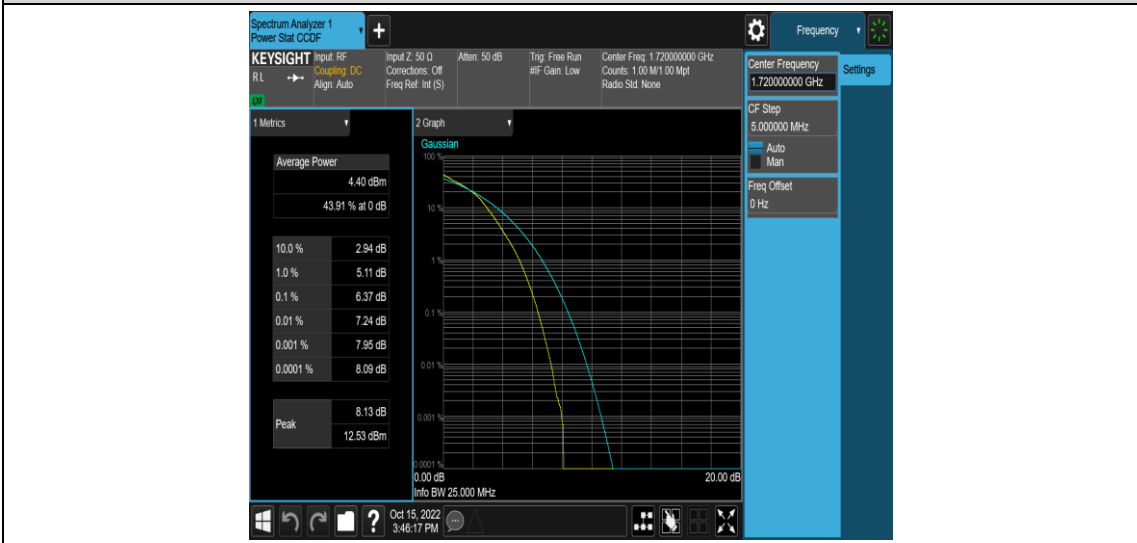 Spectrum Analyzer 1
Power Stat CCDF
+
Frequency
KEYSIGHT
RL
LXI
Input: RF
Coupling: DC
Align: Auto
Input Z: 50 Ω
Corrections: Off
Freq Ref: Int (S)
Atten: 50 dB
Trig: Free Run
#IF Gain: Low
Center Freq: 1.720000000 GHz
Counts: 1.00 M/1.00 Mpt
Radio Std: None
Center Frequency
1.720000000 GHz
Settings
CF Step
5.000000 MHz
Auto
Man
Freq Offset
0 Hz
1 Metrics
Average Power
4.40 dBm
43.91 % at 0 dB
10.0 % 2.94 dB
1.0 % 5.11 dB
0.1 % 6.37 dB
0.01 % 7.24 dB
0.001 % 7.95 dB
0.0001 % 8.09 dB
Peak
8.13 dB
12.53 dBm
2 Graph
Gaussian
100 %
10 %
1 %
0.1 %
0.01 %
0.001 %
0.0001 %
0.00 dB 20.00 dB
Info BW 25.000 MHz
?
Oct 15, 2022
3:46:17 PM